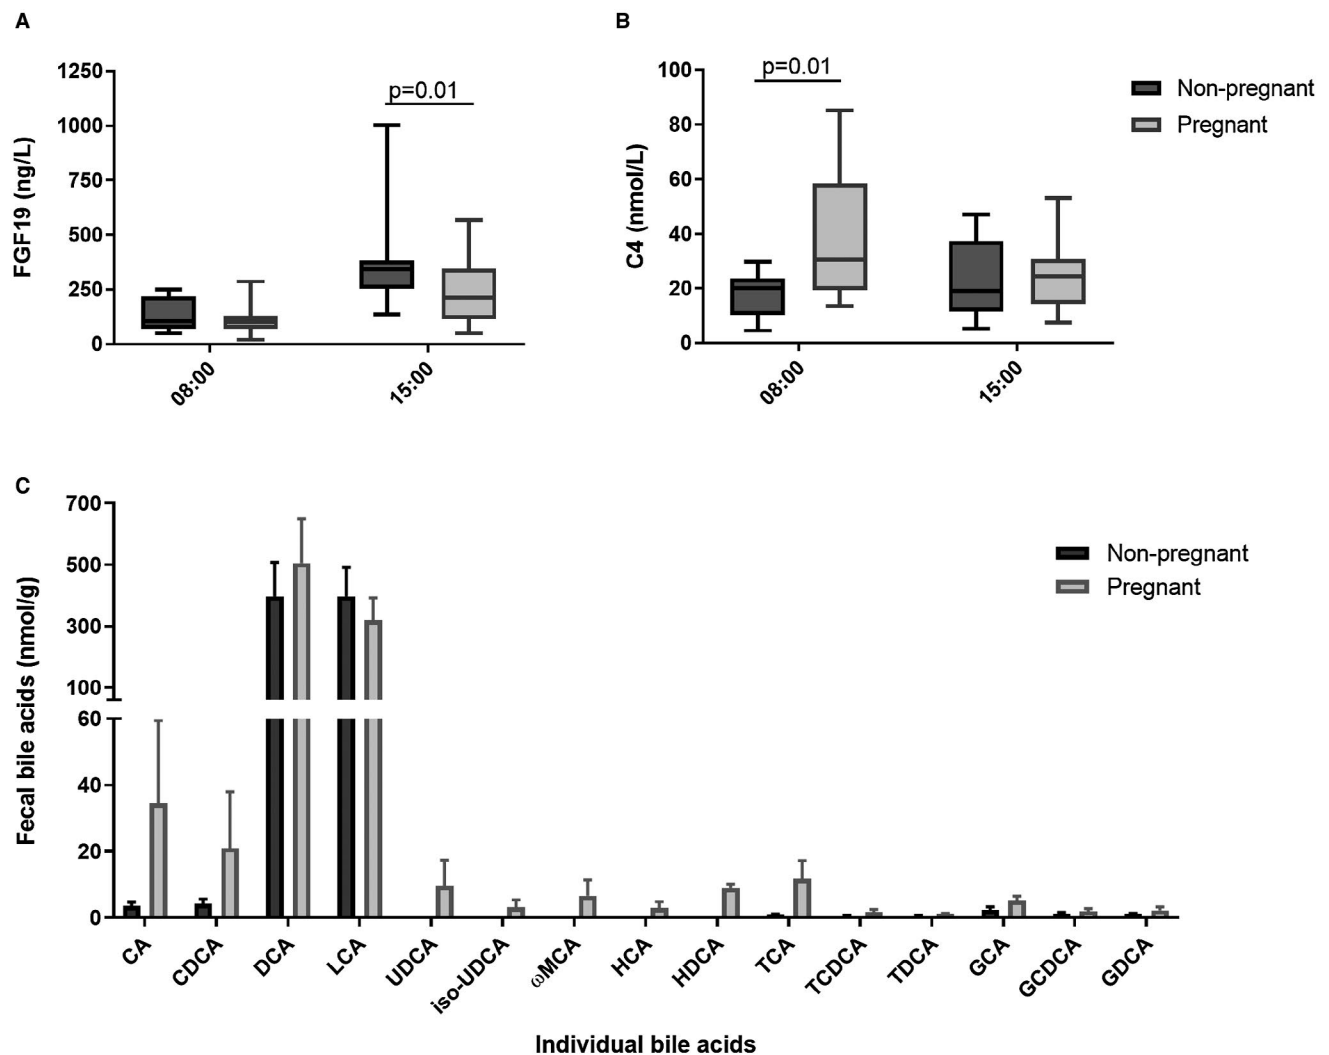 A
FGF19 (ng/L)
1250
1000
750
500
250
0
p=0.01
08:00
15:00
B
C4 (nmol/L)
100
80
60
40
20
0
p=0.01
08:00
15:00
Non-pregnant
Pregnant
C
Fecal bile acids (nmol/g)
700
500
300
100
60
40
20
0
Non-pregnant
Pregnant
CA
CDCA
DCA
LCA
UDCA
iso-UDCA
ωMCA
HCA
HDCA
TCA
TCDCA
TDCA
GCA
GCDCA
GDCA
Individual bile acids